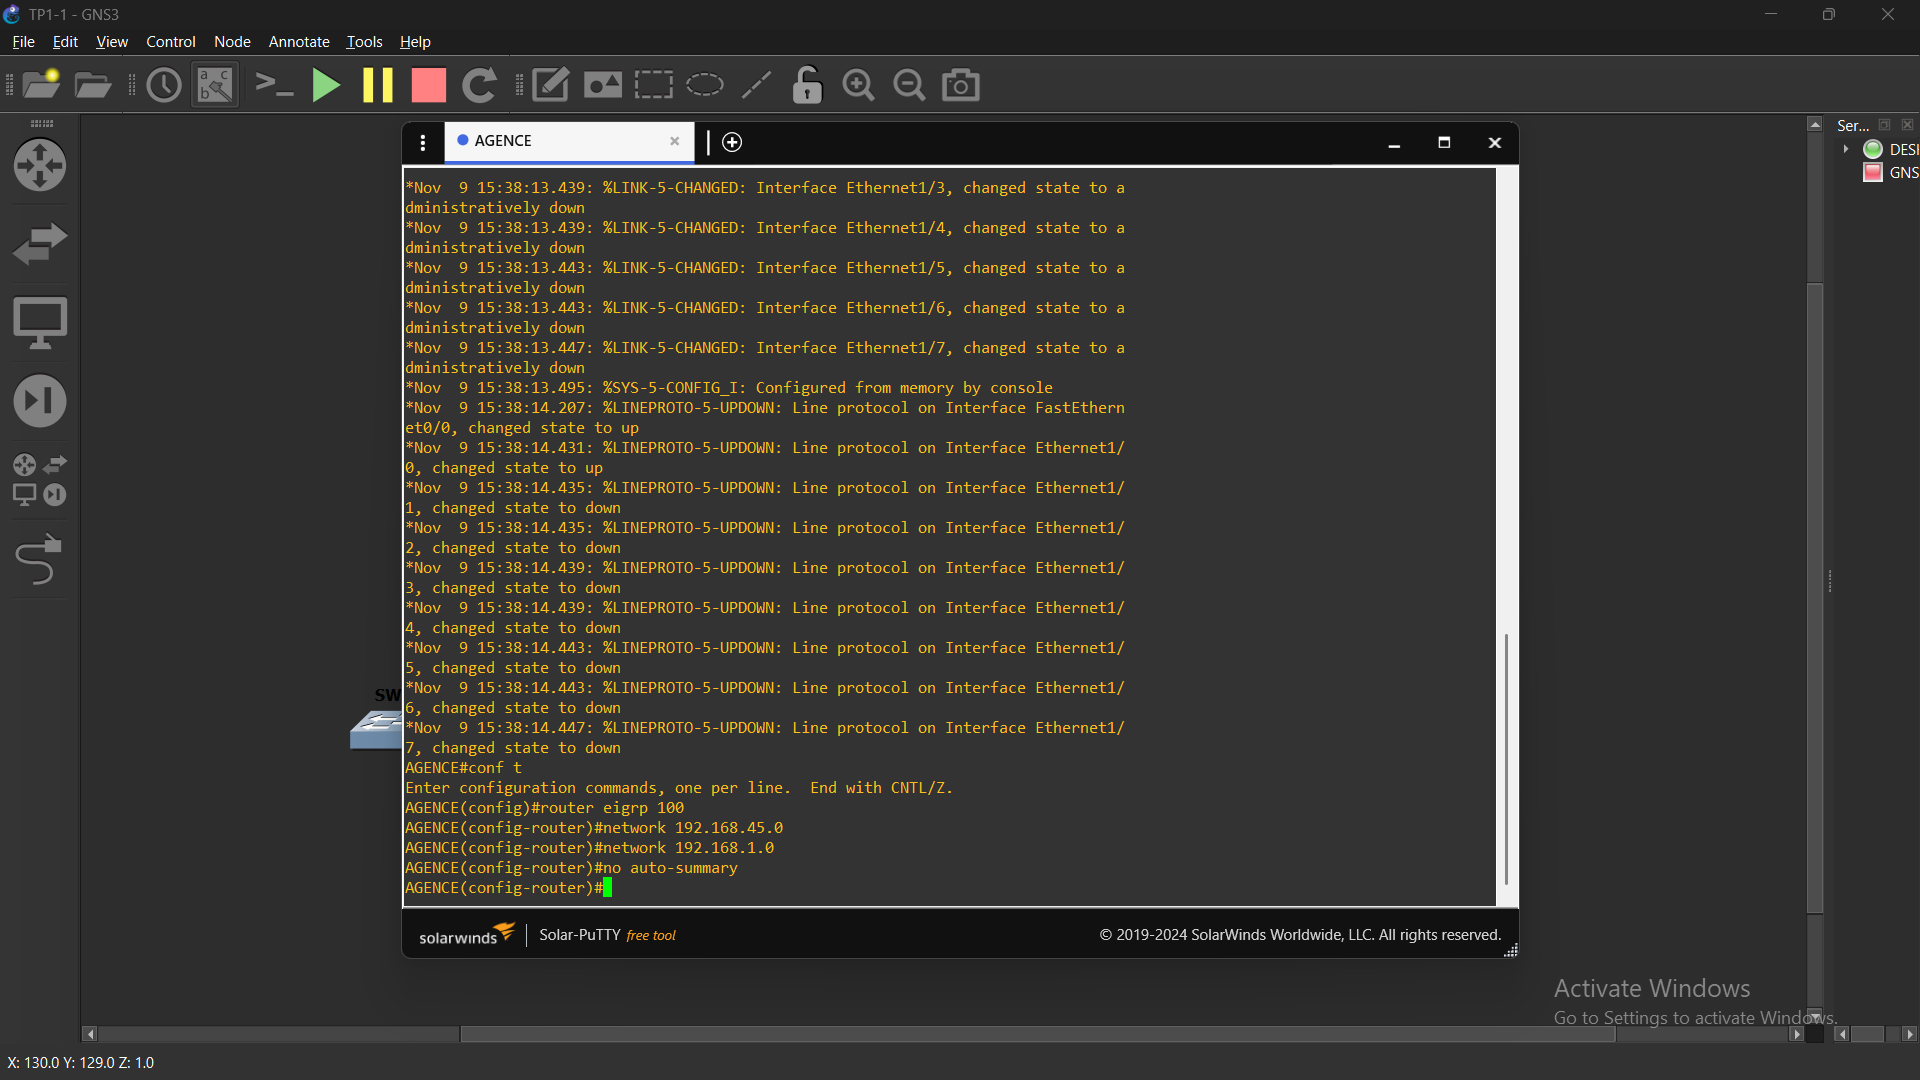 TP1-1 - GNS3
File Edit View Control Node Annotate Tools Help
Ser...
DESI
GNS
AGENCE
*Nov  9 15:38:13.439: %LINK-5-CHANGED: Interface Ethernet1/3, changed state to a
dministratively down
*Nov  9 15:38:13.439: %LINK-5-CHANGED: Interface Ethernet1/4, changed state to a
dministratively down
*Nov  9 15:38:13.443: %LINK-5-CHANGED: Interface Ethernet1/5, changed state to a
dministratively down
*Nov  9 15:38:13.443: %LINK-5-CHANGED: Interface Ethernet1/6, changed state to a
dministratively down
*Nov  9 15:38:13.447: %LINK-5-CHANGED: Interface Ethernet1/7, changed state to a
dministratively down
*Nov  9 15:38:13.495: %SYS-5-CONFIG_I: Configured from memory by console
*Nov  9 15:38:14.207: %LINEPROTO-5-UPDOWN: Line protocol on Interface FastEthern
et0/0, changed state to up
*Nov  9 15:38:14.431: %LINEPROTO-5-UPDOWN: Line protocol on Interface Ethernet1/
0, changed state to up
*Nov  9 15:38:14.435: %LINEPROTO-5-UPDOWN: Line protocol on Interface Ethernet1/
1, changed state to down
*Nov  9 15:38:14.435: %LINEPROTO-5-UPDOWN: Line protocol on Interface Ethernet1/
2, changed state to down
*Nov  9 15:38:14.439: %LINEPROTO-5-UPDOWN: Line protocol on Interface Ethernet1/
3, changed state to down
*Nov  9 15:38:14.439: %LINEPROTO-5-UPDOWN: Line protocol on Interface Ethernet1/
4, changed state to down
*Nov  9 15:38:14.443: %LINEPROTO-5-UPDOWN: Line protocol on Interface Ethernet1/
5, changed state to down
*Nov  9 15:38:14.443: %LINEPROTO-5-UPDOWN: Line protocol on Interface Ethernet1/
6, changed state to down
*Nov  9 15:38:14.447: %LINEPROTO-5-UPDOWN: Line protocol on Interface Ethernet1/
7, changed state to down
AGENCE#conf t
Enter configuration commands, one per line.  End with CNTL/Z.
AGENCE(config)#router eigrp 100
AGENCE(config-router)#network 192.168.45.0
AGENCE(config-router)#network 192.168.1.0
AGENCE(config-router)#no auto-summary
AGENCE(config-router)#
SW
solarwinds Solar-PuTTY free tool © 2019-2024 SolarWinds Worldwide, LLC. All rights reserved.
Activate Windows
Go to Settings to activate Windows.
X: 130.0 Y: 129.0 Z: 1.0